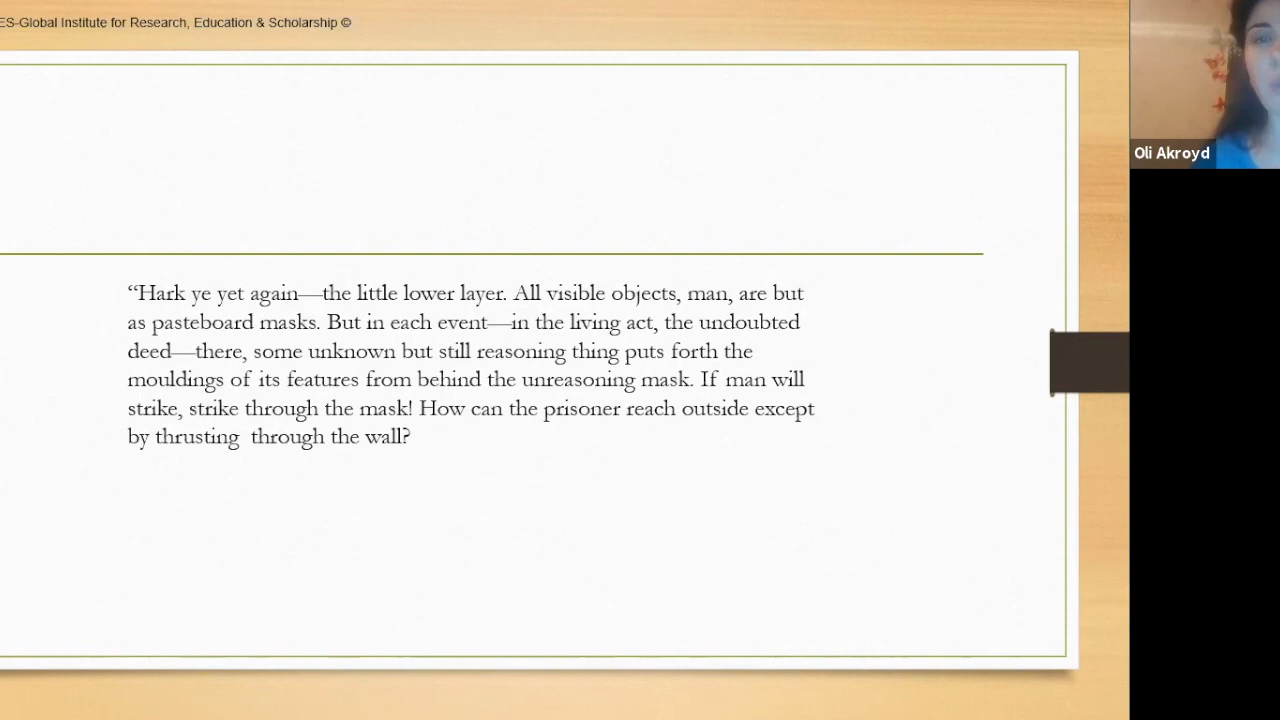 ES-Global Institute for Research, Education & Scholarship ©
Oli Akroyd
“Hark ye yet again—the little lower layer. All visible objects, man, are but
as pasteboard masks. But in each event—in the living act, the undoubted
deed—there, some unknown but still reasoning thing puts forth the
mouldings of its features from behind the unreasoning mask. If man will
strike, strike through the mask! How can the prisoner reach outside except
by thrusting  through the wall?